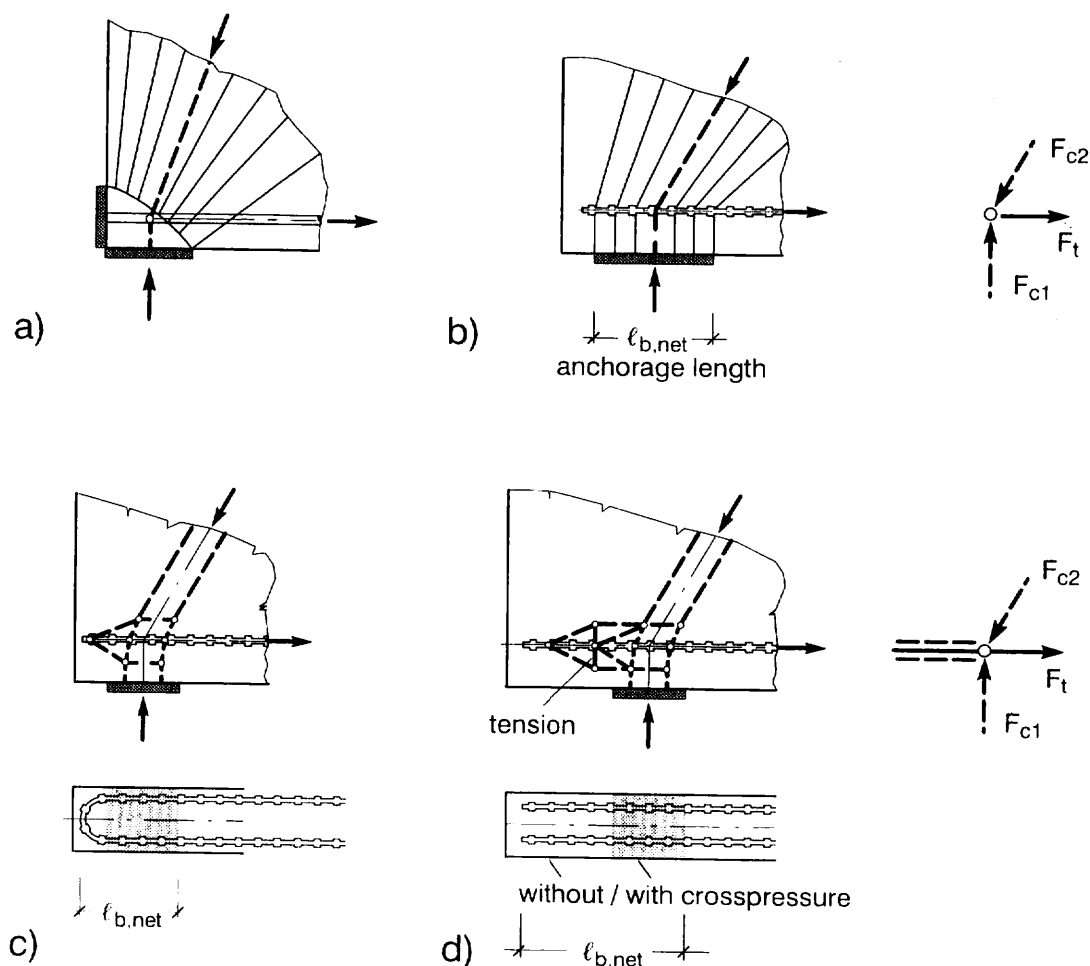 F_c2
F_t
F_c1
a)
b)
ℓ_b,net
anchorage length
F_c2
F_t
F_c1
tension
without / with crosspressure
ℓ_b,net
c)
d)
ℓ_b,net